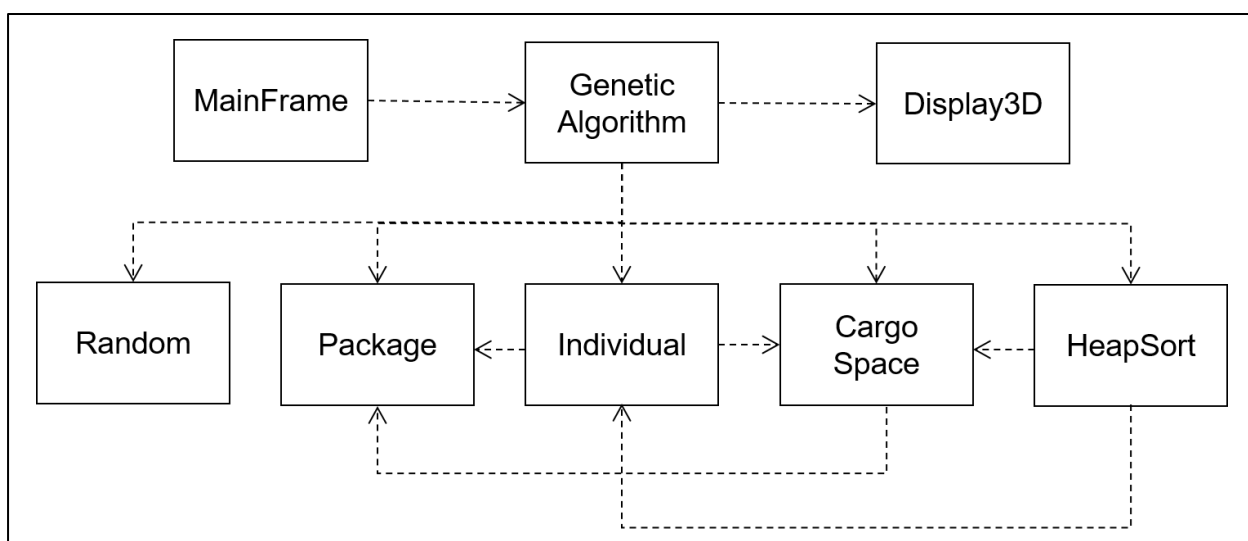 MainFrame
Genetic
Algorithm
Display3D
Random
Package
Individual
Cargo
Space
HeapSort